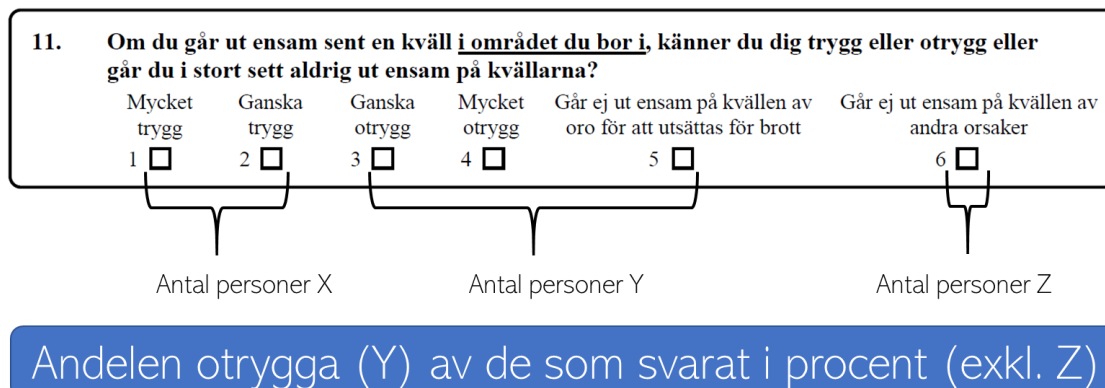 11. Om du går ut ensam sent en kväll i området du bor i, känner du dig trygg eller otrygg eller
går du i stort sett aldrig ut ensam på kvällarna?
Mycket Ganska Ganska Mycket Går ej ut ensam på kvällen av Går ej ut ensam på kvällen av
trygg trygg otrygg otrygg oro för att utsättas för brott andra orsaker
1 2 3 4 5 6
Antal personer X Antal personer Y Antal personer Z
Andelen otrygga (Y) av de som svarat i procent (exkl. Z)